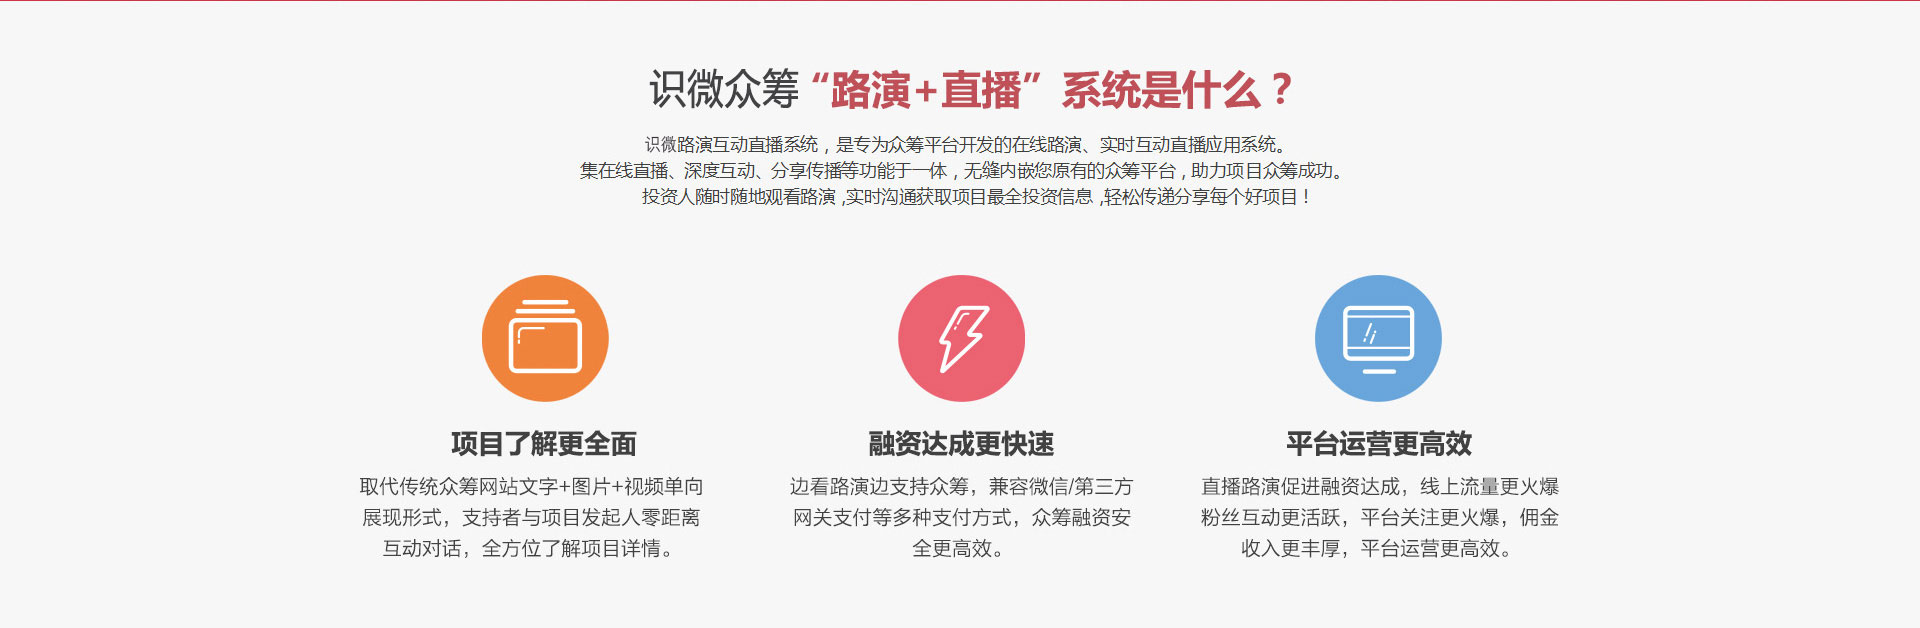 识微众筹“路演+直播”系统是什么？
识微路演互动直播系统，是专为众筹平台开发的在线路演、实时互动直播应用系统。
集在线直播、深度互动、分享传播等功能于一体，无缝内嵌您原有的众筹平台，助力项目众筹成功。
投资人随时随地观看路演,实时沟通获取项目最全投资信息,轻松传递分享每个好项目！
项目了解更全面
取代传统众筹网站文字+图片+视频单向
展现形式，支持者与项目发起人零距离
互动对话，全方位了解项目详情。
融资达成更快速
边看路演边支持众筹，兼容微信/第三方
网关支付等多种支付方式，众筹融资安
全更高效。
平台运营更高效
直播路演促进融资达成，线上流量更火爆
粉丝互动更活跃，平台关注更火爆，佣金
收入更丰厚，平台运营更高效。